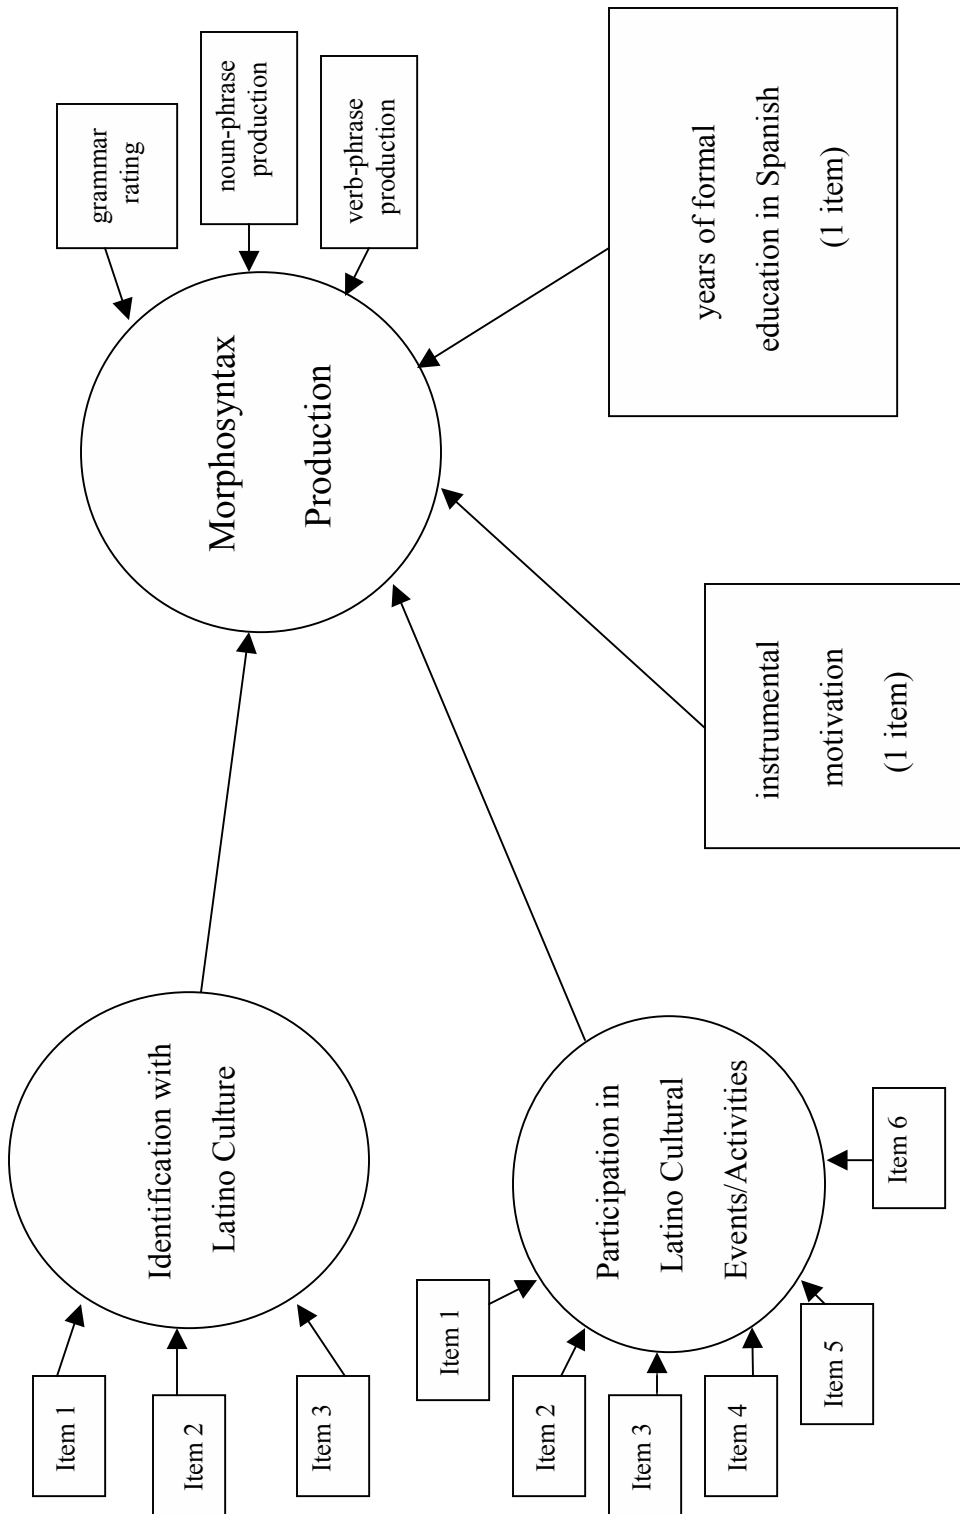 Item 1
Item 2
Item 3
Identification with
Latino Culture
Item 1
Item 2
Item 3
Item 4
Item 5
Item 6
Participation in
Latino Cultural
Events/Activities
grammar
rating
noun-phrase
production
verb-phrase
production
Morphosyntax
Production
instrumental
motivation
(1 item)
years of formal
education in Spanish
(1 item)